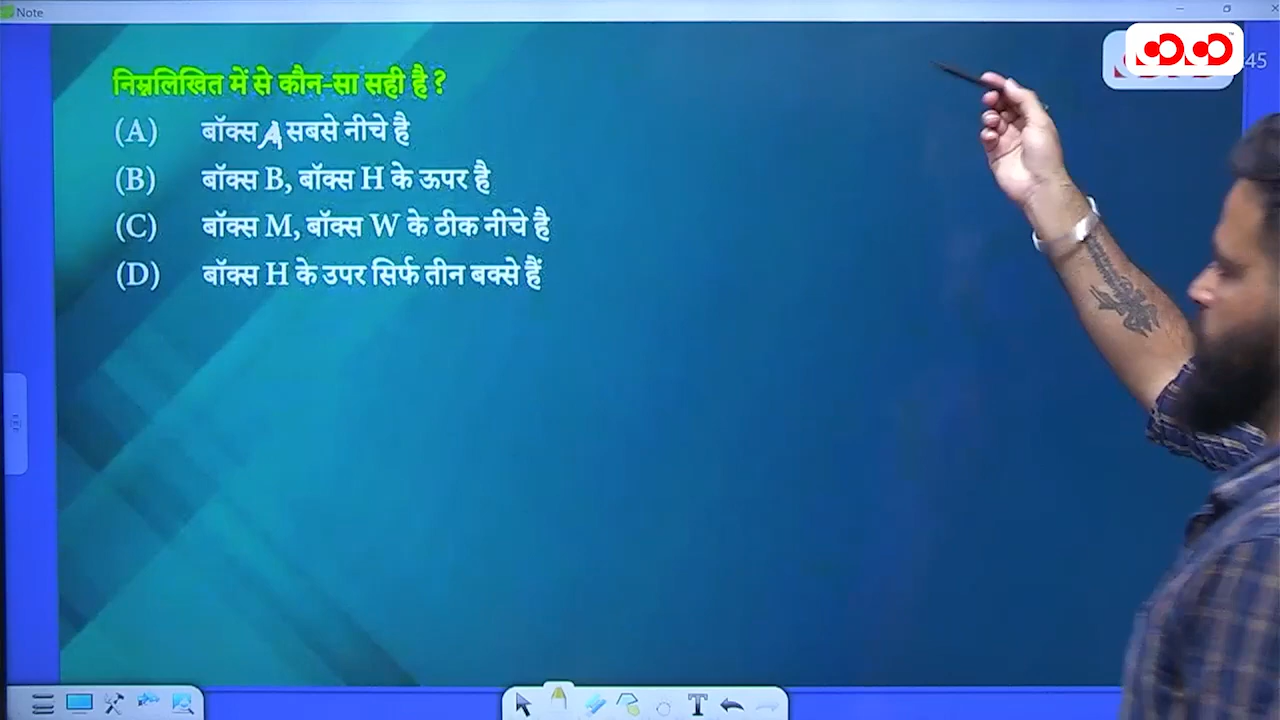 Note
निम्नलिखित में से कौन-सा सही है ?
(A) बॉक्स A सबसे नीचे है
(B) बॉक्स B, बॉक्स H के ऊपर है
(C) बॉक्स M, बॉक्स W के ठीक नीचे है
(D) बॉक्स H के उपर सिर्फ तीन बक्से हैं
:45